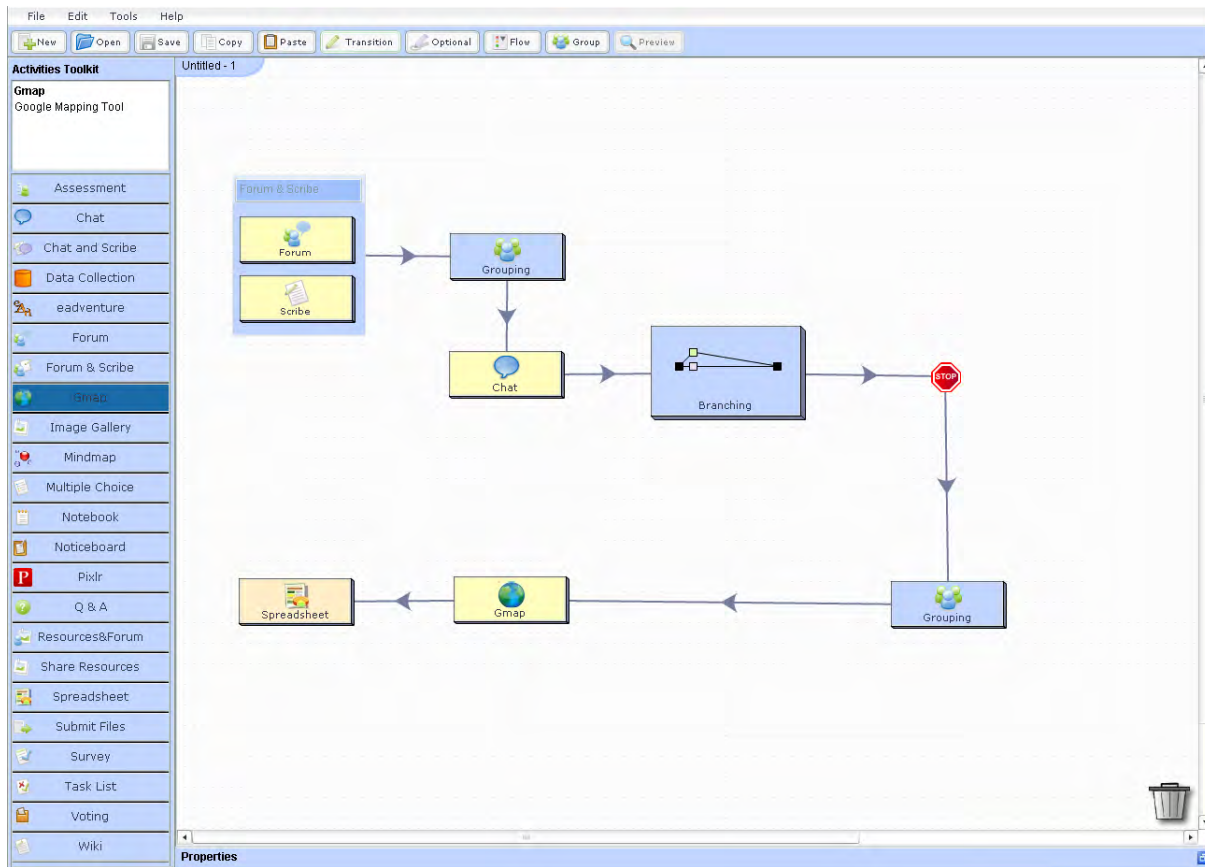 File Edit Tools Help
New Open Save Copy Paste Transition Optional Flow Group Preview
Activities Toolkit
Untitled - 1
Gmap
Google Mapping Tool
Assessment
Chat
Chat and Scribe
Data Collection
eadventure
Forum
Forum & Scribe
Gmap
Image Gallery
Mindmap
Multiple Choice
Notebook
Noticeboard
P Pixlr
Q & A
Resources&Forum
Share Resources
Spreadsheet
Submit Files
Survey
Task List
Voting
Wiki
Forum & Scribe
Forum
Scribe
Grouping
Chat
Branching
STOP
Spreadsheet
Gmap
Grouping
Properties